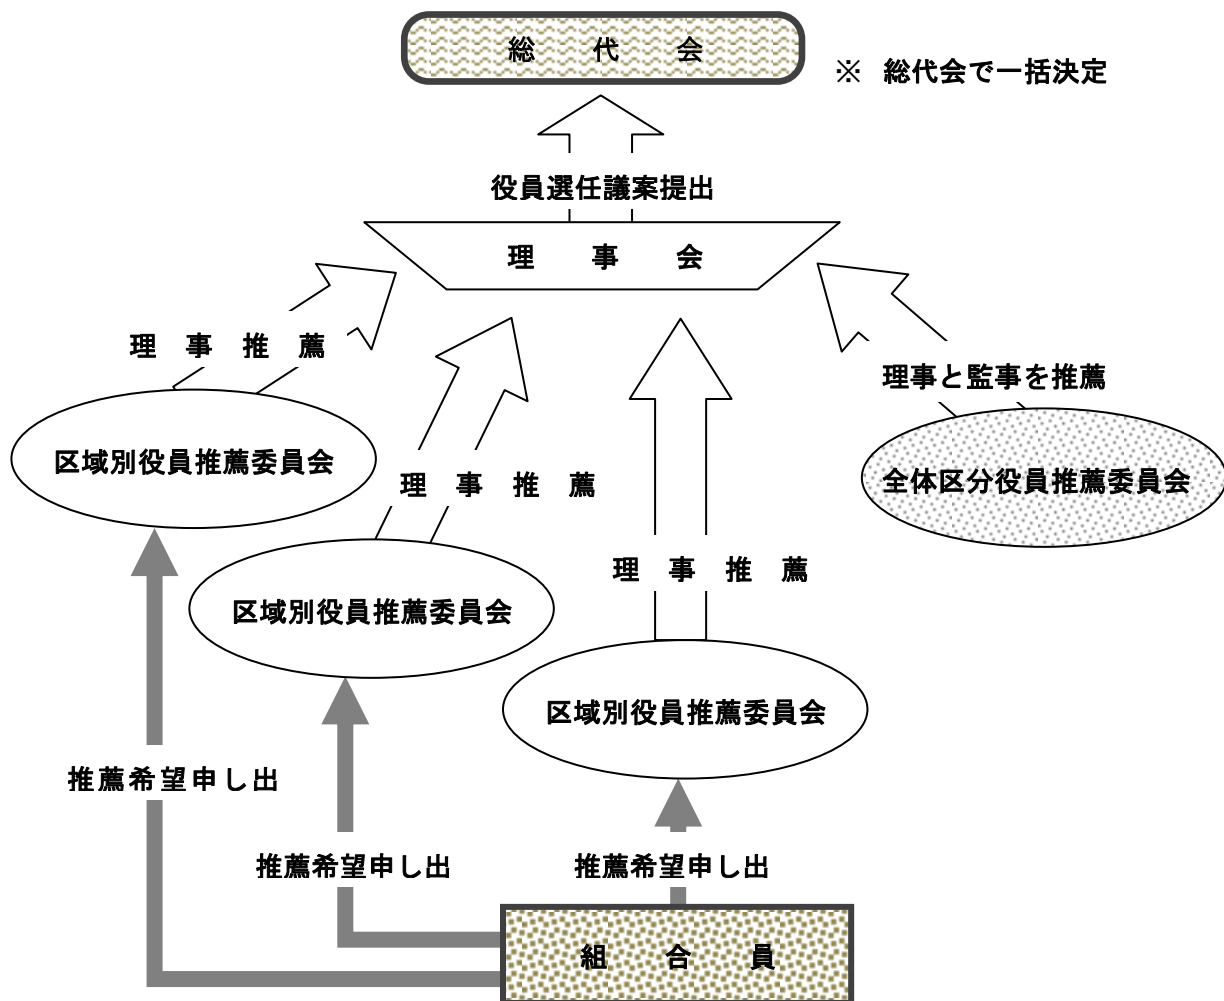 総　代　会
※　総代会で一括決定
役員選任議案提出
理　事　会
理　事　推　薦
理事と監事を推薦
区域別役員推薦委員会
理　事　推　薦
全体区分役員推薦委員会
理　事　推　薦
区域別役員推薦委員会
区域別役員推薦委員会
推薦希望申し出
推薦希望申し出
推薦希望申し出
組　合　員